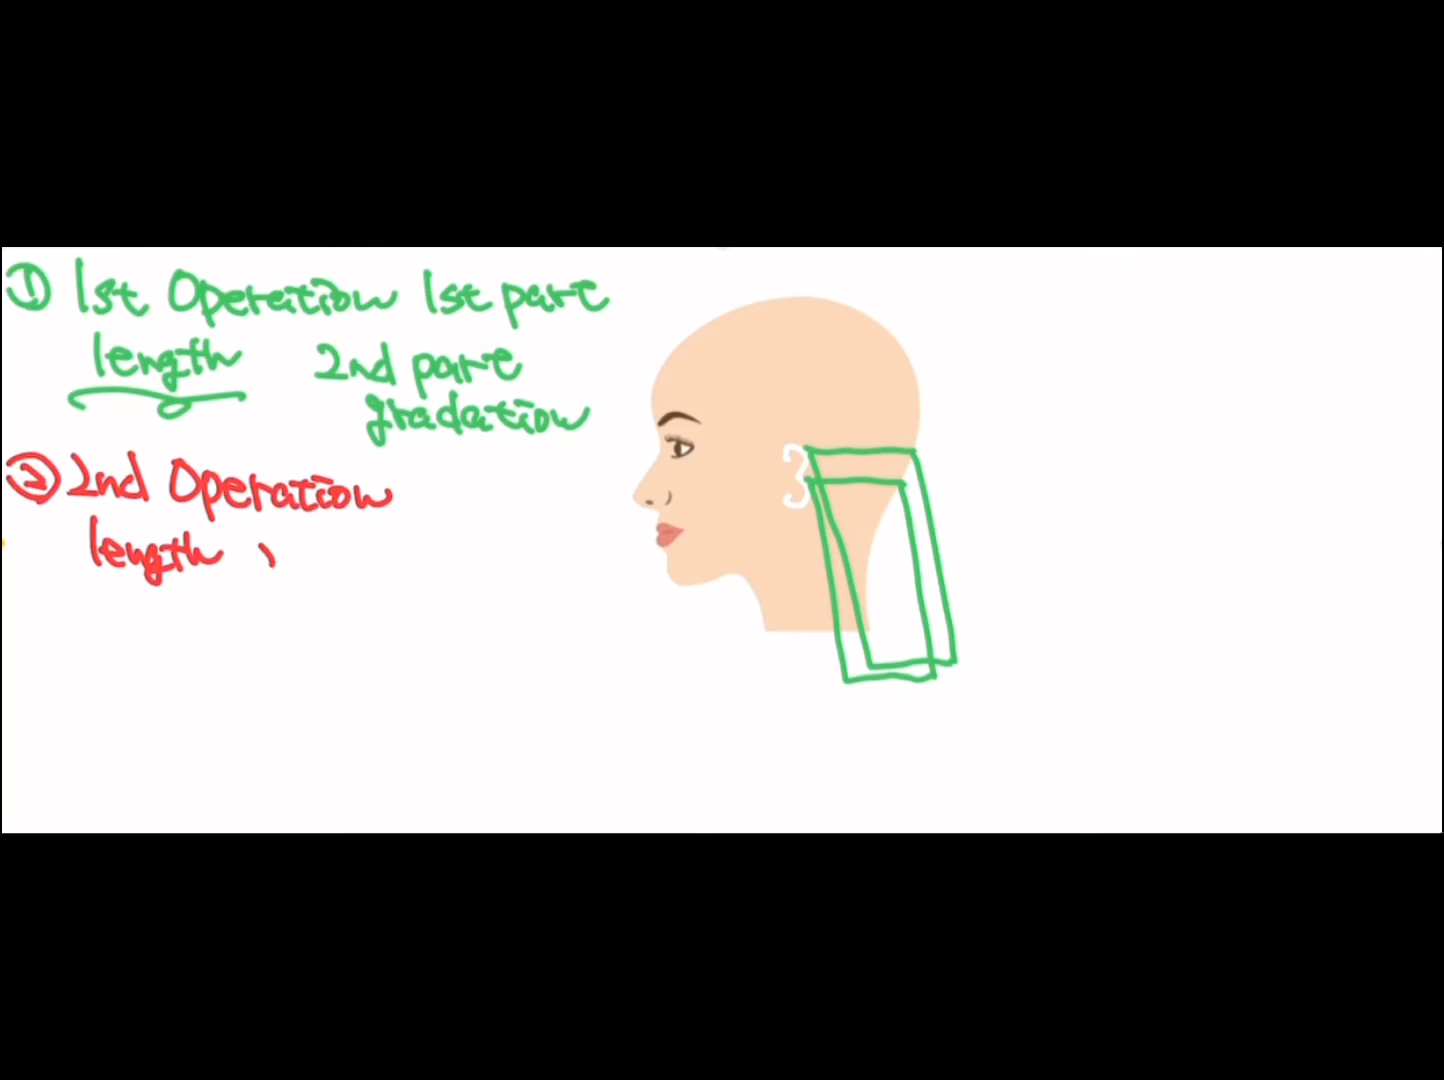 ① 1st Operation 1st part
length 2nd part
gradation
② 2nd Operation
length